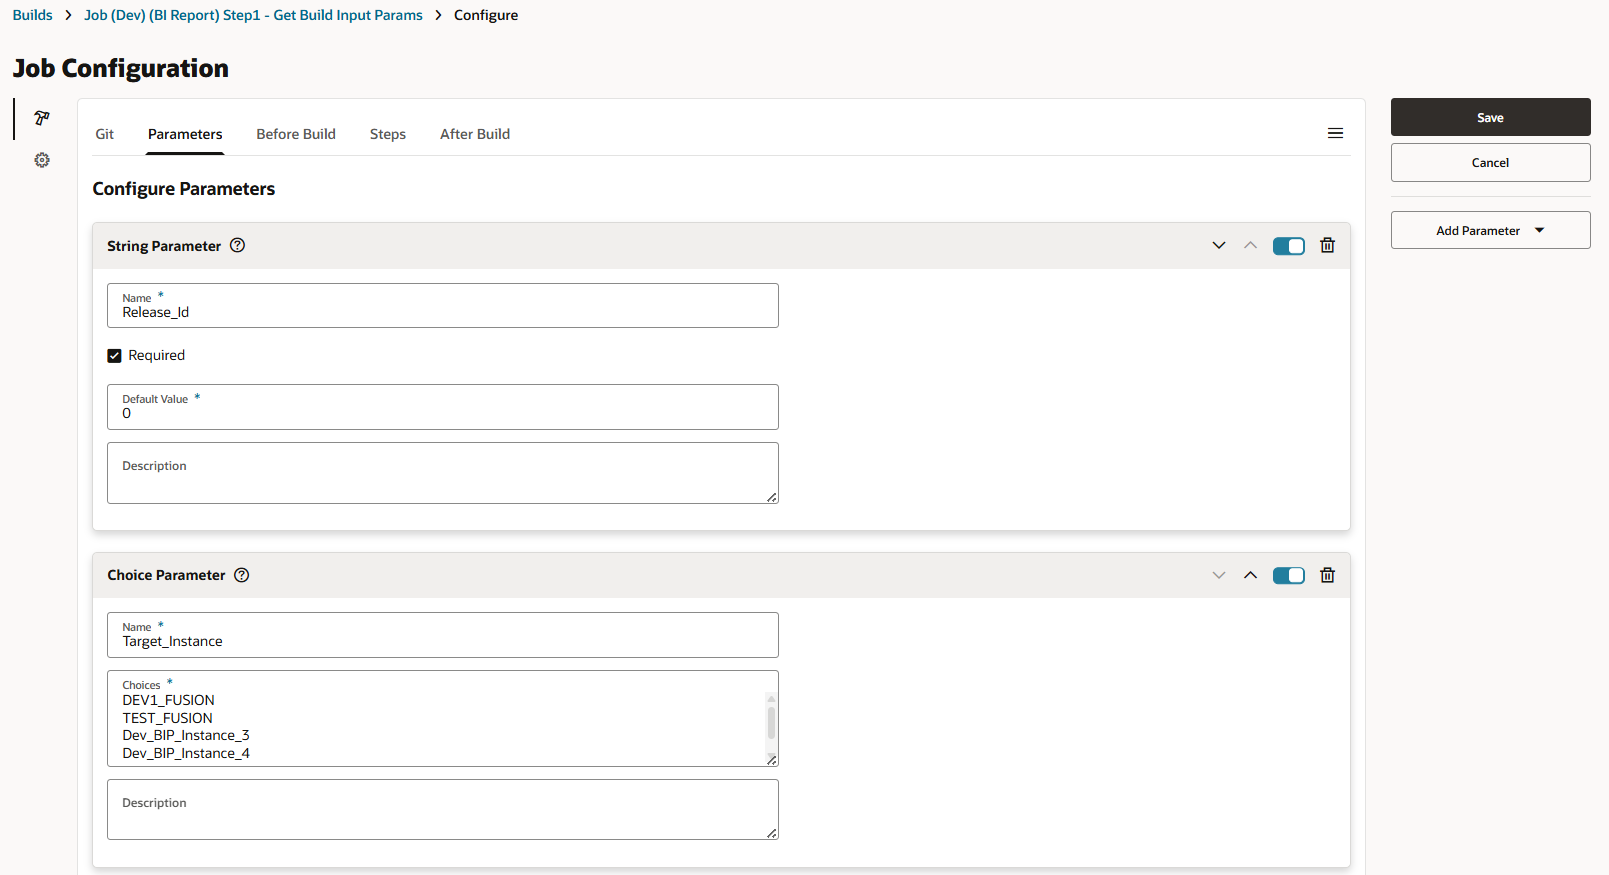 Builds > Job (Dev) (BI Report) Step1 - Get Build Input Params > Configure
Job Configuration
Git Parameters Before Build Steps After Build
Save
Cancel
Add Parameter
Configure Parameters
String Parameter
Name *
Release_Id
Required
Default Value *
0
Description
Choice Parameter
Name *
Target_Instance
Choices *
DEV1_FUSION
TEST_FUSION
Dev_BIP_Instance_3
Dev_BIP_Instance_4
Description